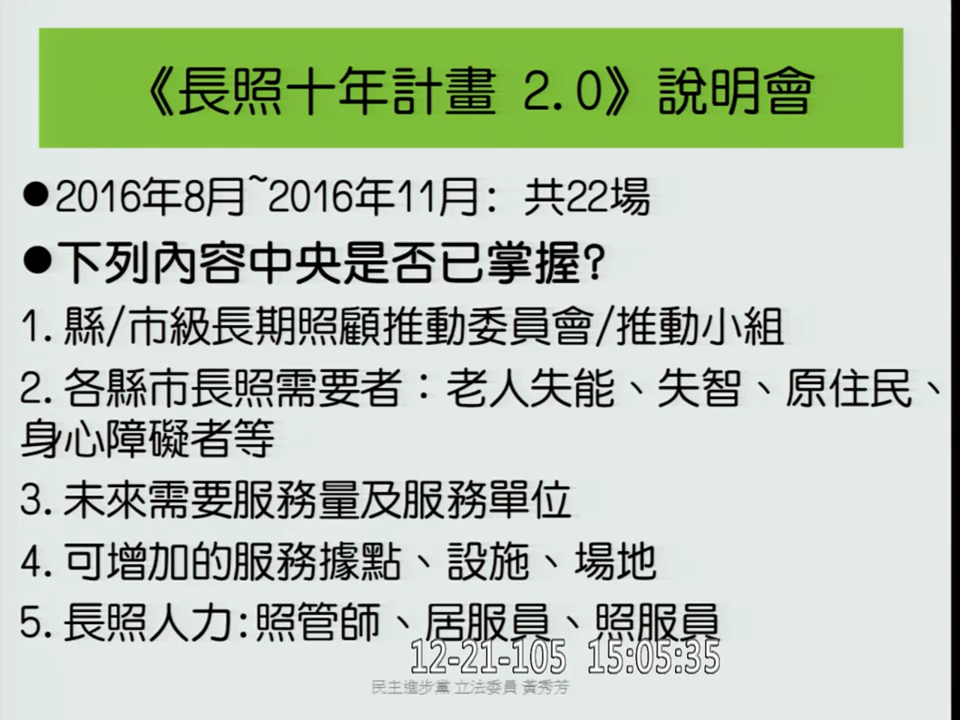 《長照十年計畫 2.0》說明會
●2016年8月~2016年11月：共22場
●下列內容中央是否已掌握?
1.縣/市級長期照顧推動委員會/推動小組
2.各縣市長照需要者：老人失能、失智、原住民、
身心障礙者等
3.未來需要服務量及服務單位
4.可增加的服務據點、設施、場地
5.長照人力:照管師、居服員、照服員
12-21-105 15:05:35
民主進步黨 立法委員 黃秀芳